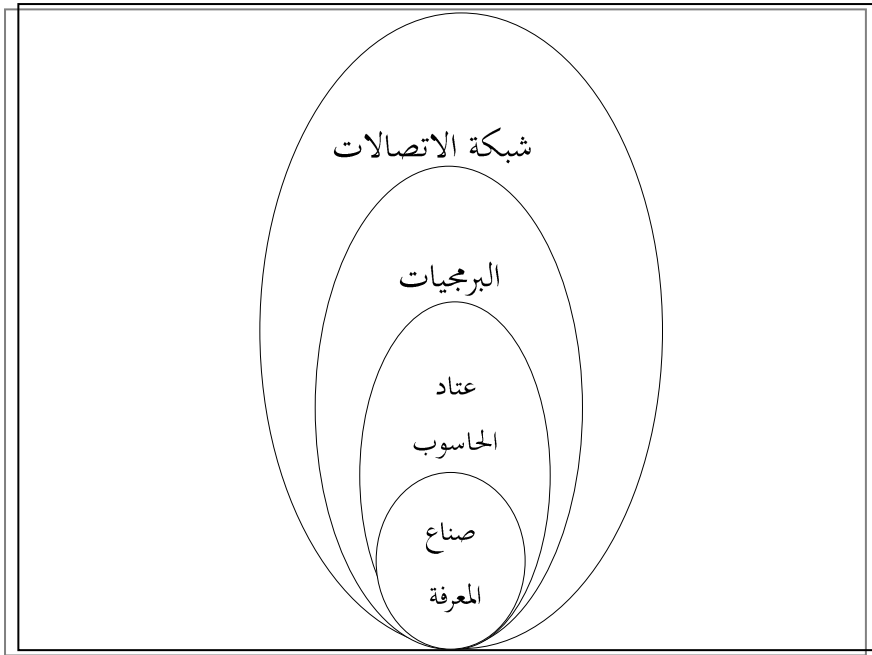 شبكة الاتصالات
البرمجيات
عتاد
الحاسوب
صناع
المعرفة